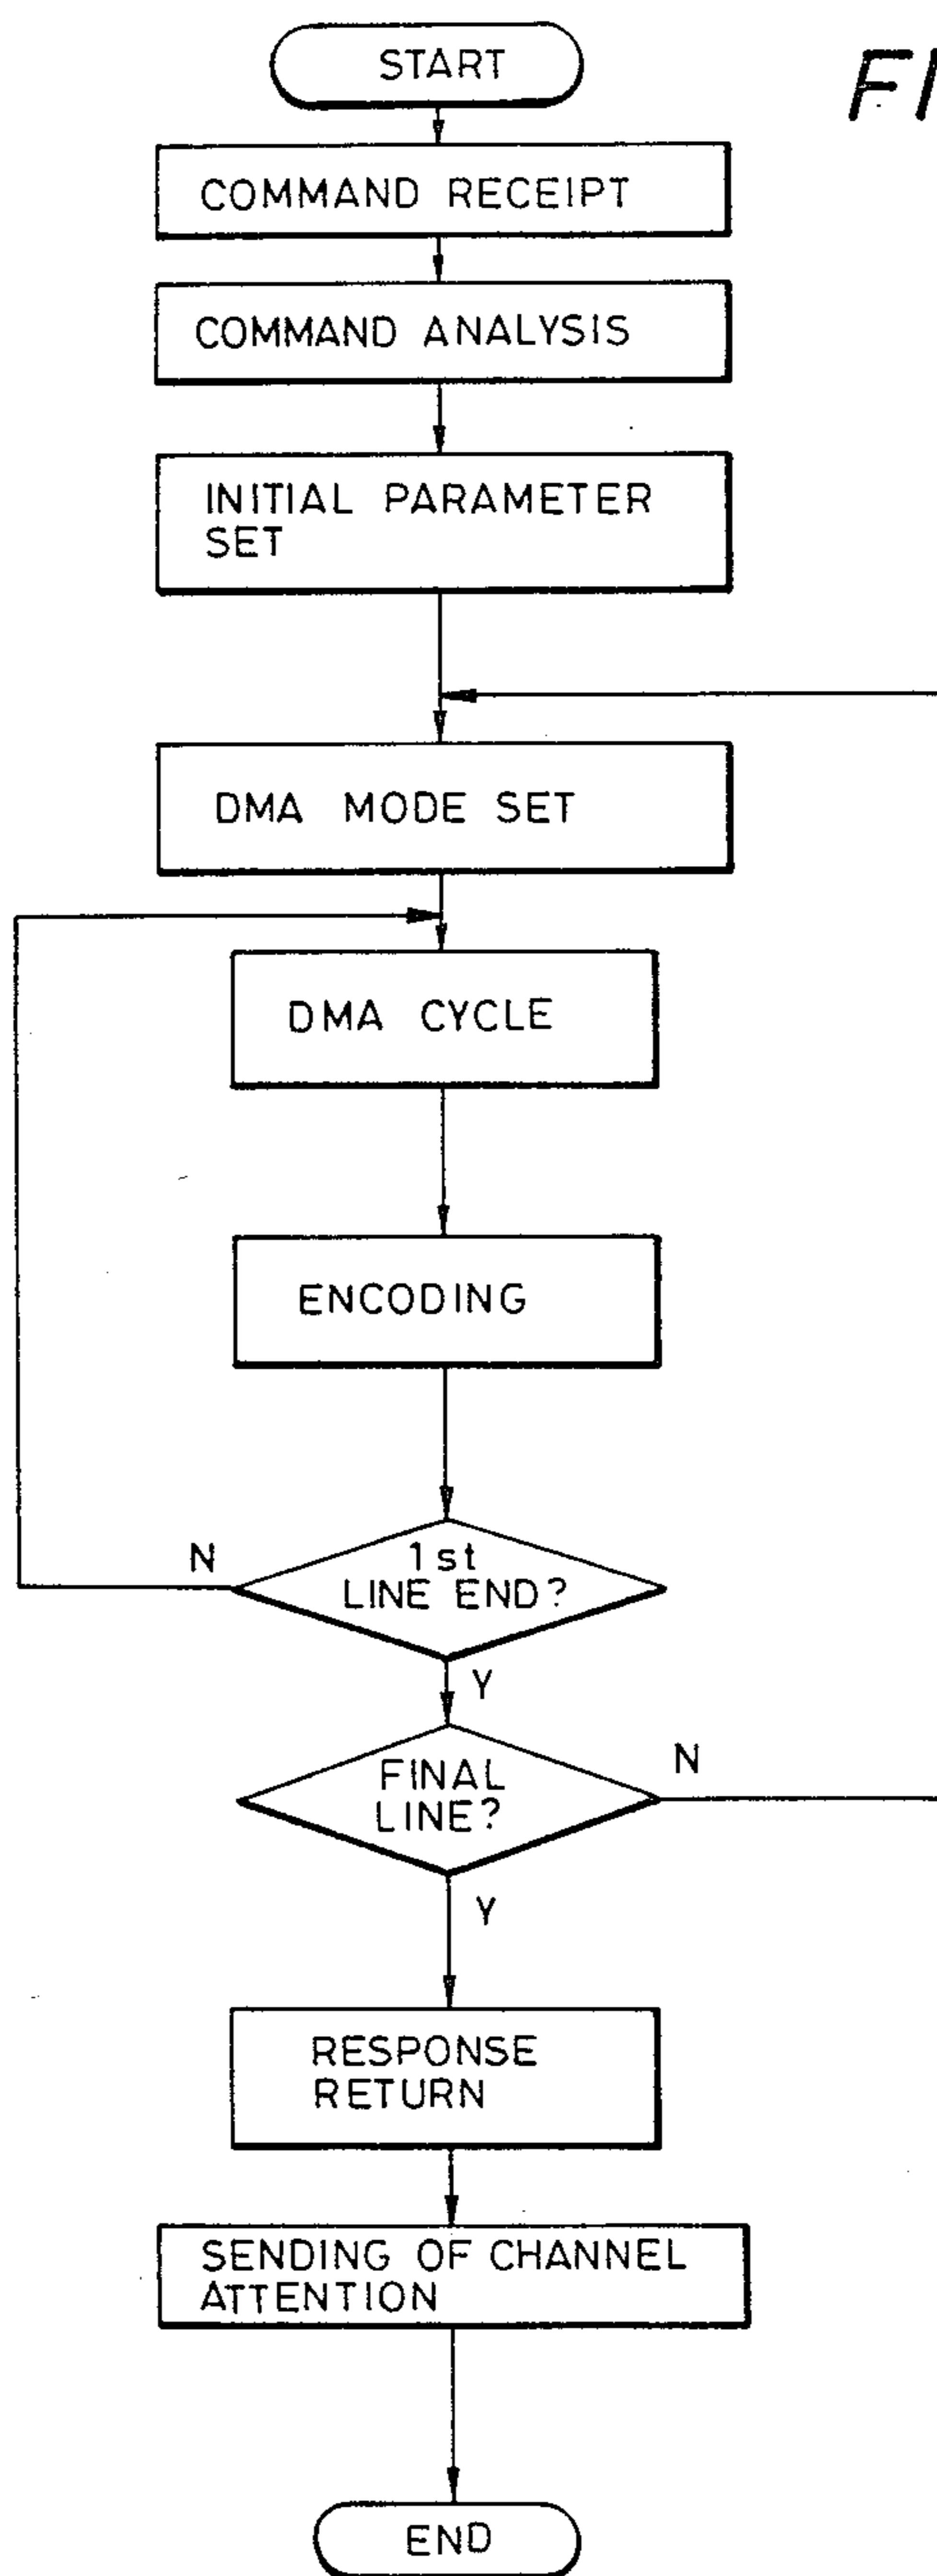 START
FI
COMMAND RECEIPT
COMMAND ANALYSIS
INITIAL PARAMETER
SET
DMA MODE SET
DMA CYCLE
ENCODING
N
1st
LINE END?
Y
N
FINAL
LINE?
Y
RESPONSE
RETURN
SENDING OF CHANNEL
ATTENTION
END